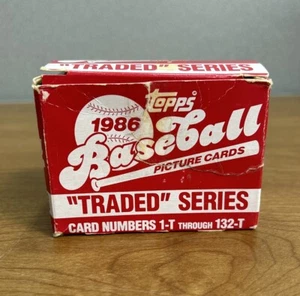 "TRADED" SERIES
topps
1986
Baseball
PICTURE CARDS
"TRADED" SERIES
CARD NUMBERS 1-T THROUGH 132-T